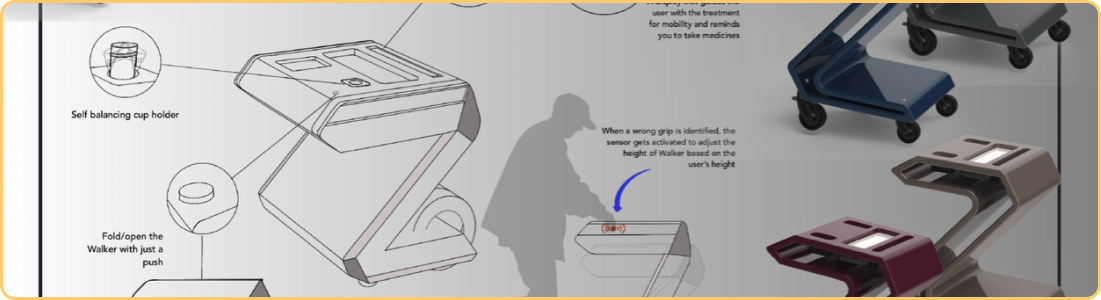 user with the treatment
for mobility and reminds
you to take medicines
Self balancing cup holder
When a wrong grip is identified, the
sensor gets activated to adjust the
height of Walker based on the
user's height
Fold/open the
Walker with just a
push